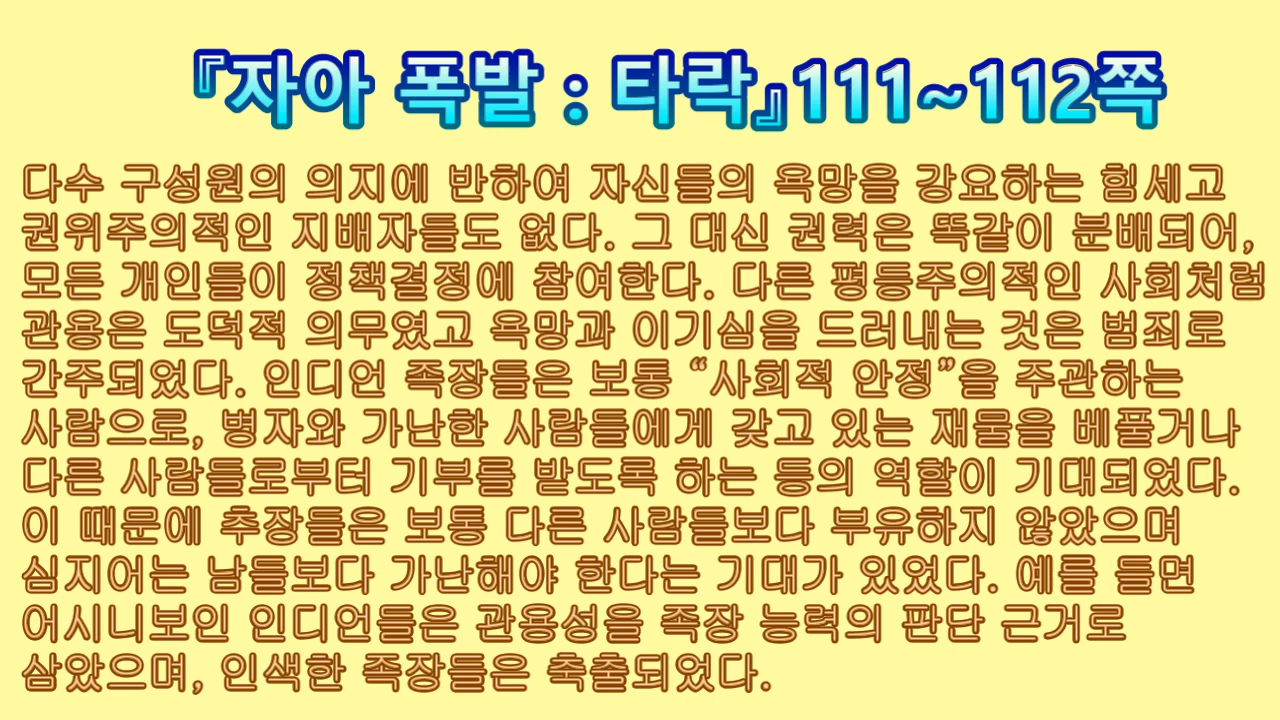 『자아 폭발 : 타락』111~112쪽
다수 구성원의 의지에 반하여 자신들의 욕망을 강요하는 힘세고
권위주의적인 지배자들도 없다. 그 대신 권력은 똑같이 분배되어,
모든 개인들이 정책결정에 참여한다. 다른 평등주의적인 사회처럼
관용은 도덕적 의무였고 욕망과 이기심을 드러내는 것은 범죄로
간주되었다. 인디언 족장들은 보통 “사회적 안정”을 주관하는
사람으로, 병자와 가난한 사람들에게 갖고 있는 재물을 베풀거나
다른 사람들로부터 기부를 받도록 하는 등의 역할이 기대되었다.
이 때문에 추장들은 보통 다른 사람들보다 부유하지 않았으며
심지어는 남들보다 가난해야 한다는 기대가 있었다. 예를 들면
어시니보인 인디언들은 관용성을 족장 능력의 판단 근거로
삼았으며, 인색한 족장들은 축출되었다.